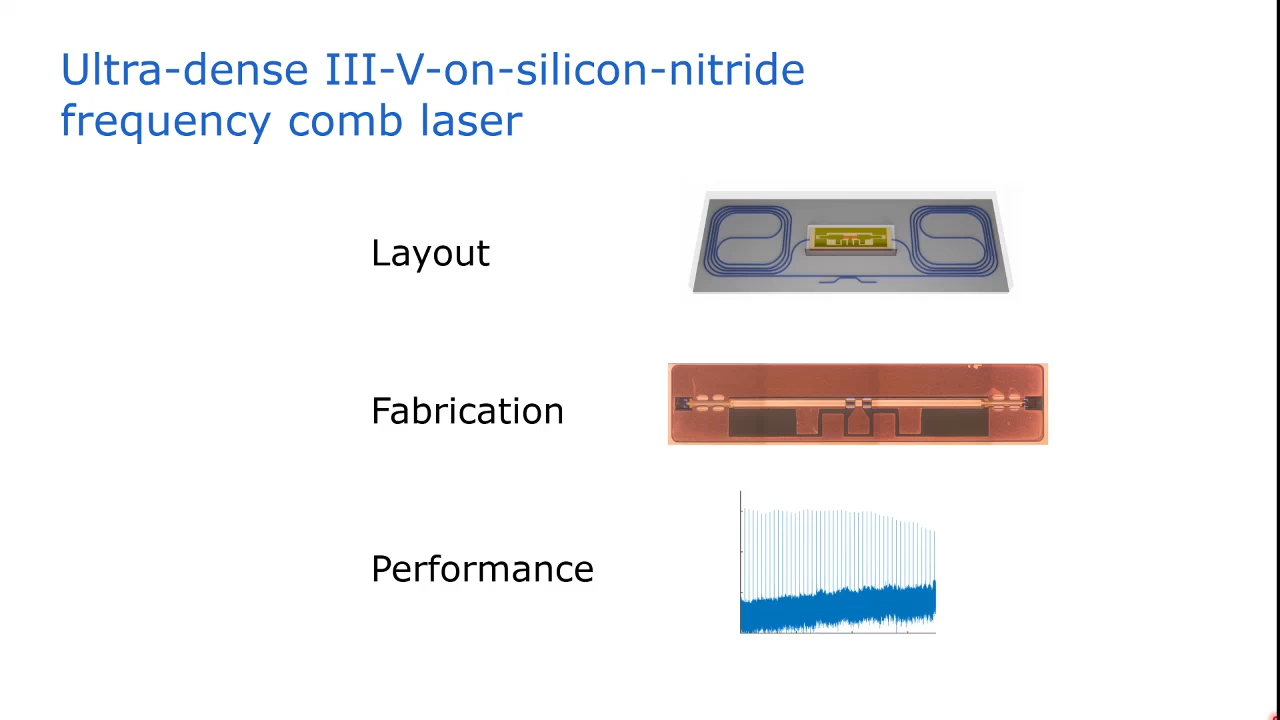 Ultra-dense III-V-on-silicon-nitride
frequency comb laser
Layout
Fabrication
Performance